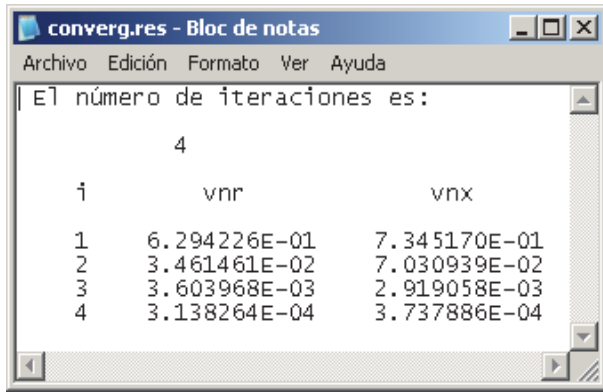 converg.res - Bloc de notas
Archivo Edición Formato Ver Ayuda
El número de iteraciones es:
4
i vnr vnx
1 6.294226E-01 7.345170E-01
2 3.461461E-02 7.030939E-02
3 3.603968E-03 2.919058E-03
4 3.138264E-04 3.737886E-04